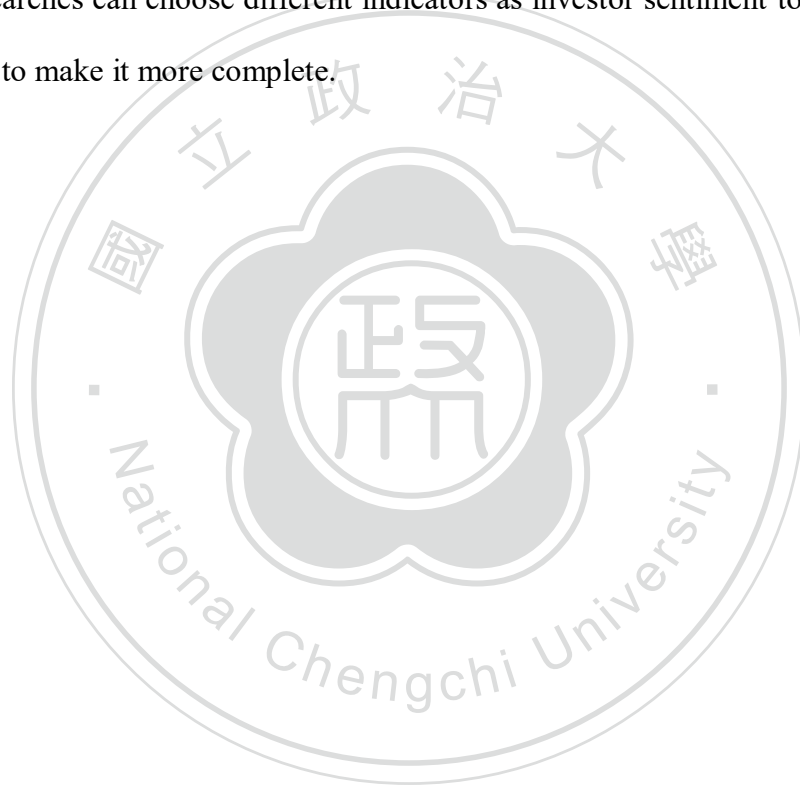 can choose different indicators as investor sentiment to
to make it more complete.
國立政治大學
政大
National Chengchi University